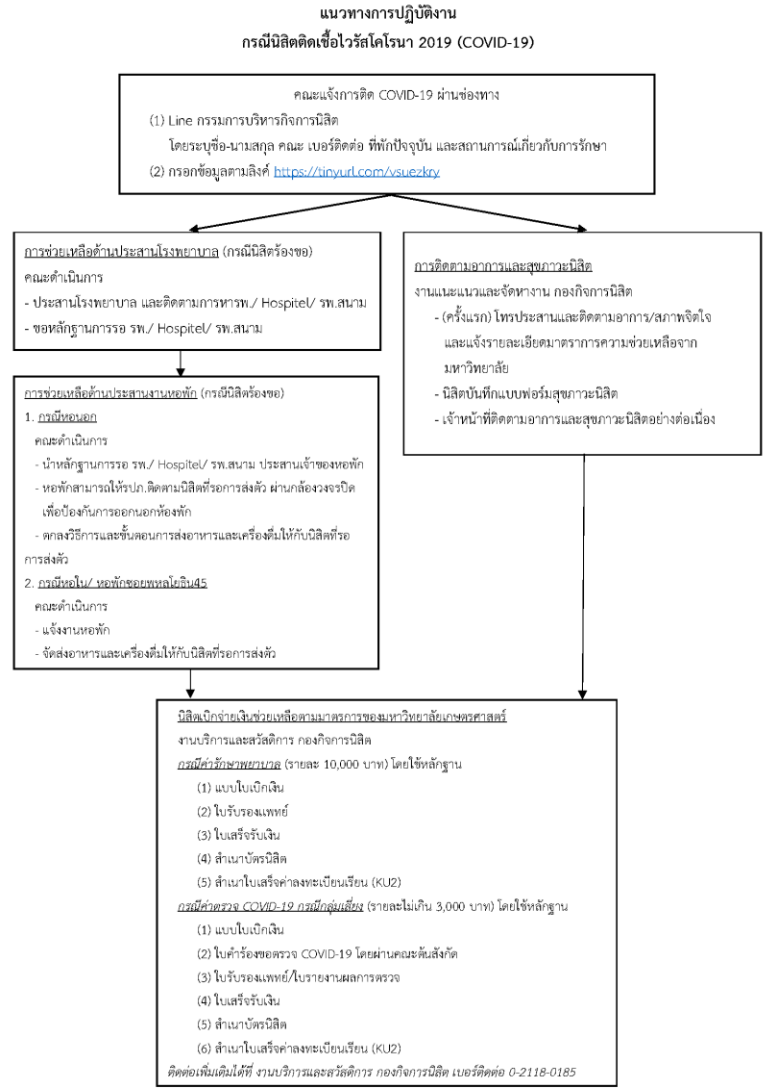 แนวทางการปฏิบัติงาน
กรณีนิสิตติดเชื้อไวรัสโคโรนา 2019 (COVID-19)
คณะแจ้งการติด COVID-19 ผ่านช่องทาง
(1) Line กรรมการบริหารกิจการนิสิต
โดยระบุชื่อ-นามสกุล คณะ เบอร์ติดต่อ ที่พักปัจจุบัน และสถานการณ์เกี่ยวกับการรักษา
(2) กรอกข้อมูลตามลิงค์ https://tinyurl.com/vsuezkry
การช่วยเหลือด้านประสานโรงพยาบาล (กรณีนิสิตร้องขอ)
คณะดำเนินการ
- ประสานโรงพยาบาล และติดตามการหารพ./ Hospitel/ รพ.สนาม
- ขอหลักฐานการรอ รพ./ Hospitel/ รพ.สนาม
การช่วยเหลือด้านประสานงานหอพัก (กรณีนิสิตร้องขอ)
1. กรณีหอนอก
คณะดำเนินการ
- นำหลักฐานการรอ รพ./ Hospitel/ รพ.สนาม ประสานเจ้าของหอพัก
- หอพักสามารถให้รปภ.ติดตามนิสิตที่รอการส่งตัว ผ่านกล้องวงจรปิด
เพื่อป้องกันการออกนอกห้องพัก
- ตกลงวิธีการและขั้นตอนการส่งอาหารและเครื่องดื่มให้กับนิสิตที่รอ
การส่งตัว
2. กรณีหอใน/ หอพักซอยพหลโยธิน45
คณะดำเนินการ
- แจ้งงานหอพัก
- จัดส่งอาหารและเครื่องดื่มให้กับนิสิตที่รอการส่งตัว
การติดตามอาการและสุขภาวะนิสิต
งานแนะแนวและจัดหางาน กองกิจการนิสิต
- (ครั้งแรก) โทรประสานและติดตามอาการ/สภาพจิตใจ
และแจ้งรายละเอียดมาตราการความช่วยเหลือจาก
มหาวิทยาลัย
- นิสิตบันทึกแบบฟอร์มสุขภาวะนิสิต
- เจ้าหน้าที่ติดตามอาการและสุขภาวะนิสิตอย่างต่อเนื่อง
นิสิตเบิกจ่ายเงินช่วยเหลือตามมาตรการของมหาวิทยาลัยเกษตรศาสตร์
งานบริการและสวัสดิการ กองกิจการนิสิต
กรณีค่ารักษาพยาบาล (รายละ 10,000 บาท) โดยใช้หลักฐาน
(1) แบบใบเบิกเงิน
(2) ใบรับรองแพทย์
(3) ใบเสร็จรับเงิน
(4) สำเนาบัตรนิสิต
(5) สำเนาใบเสร็จค่าลงทะเบียนเรียน (KU2)
กรณีค่าตรวจ COVID-19 กรณีกลุ่มเสี่ยง (รายละไม่เกิน 3,000 บาท) โดยใช้หลักฐาน
(1) แบบใบเบิกเงิน
(2) ใบคำร้องขอตรวจ COVID-19 โดยผ่านคณะต้นสังกัด
(3) ใบรับรองแพทย์/ใบรายงานผลการตรวจ
(4) ใบเสร็จรับเงิน
(5) สำเนาบัตรนิสิต
(6) สำเนาใบเสร็จค่าลงทะเบียนเรียน (KU2)
ติดต่อเพิ่มเติมได้ที่ งานบริการและสวัสดิการ กองกิจการนิสิต เบอร์ติดต่อ 0-2118-0185